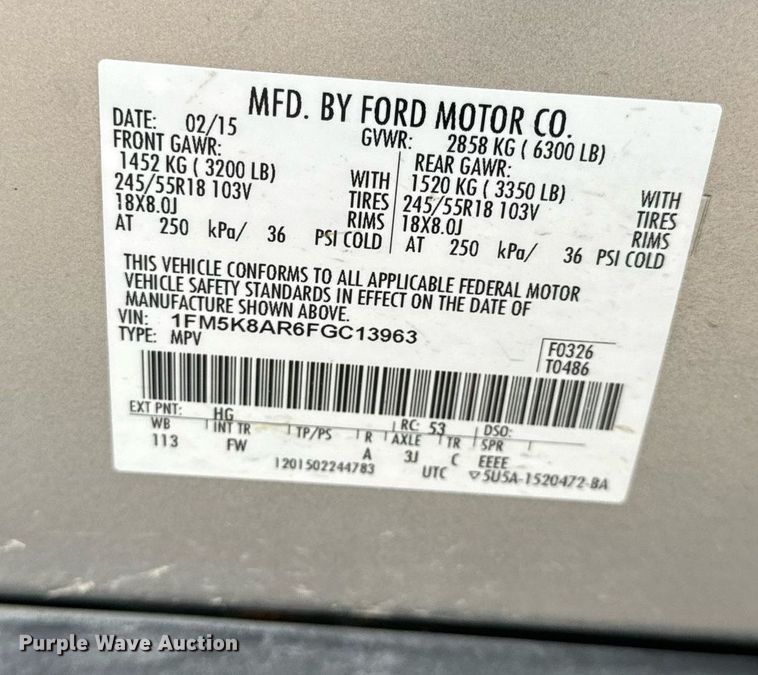 MFD. BY FORD MOTOR CO.
DATE: 02/15 GVWR: 2858 KG ( 6300 LB)
FRONT GAWR: REAR GAWR:
1452 KG ( 3200 LB) WITH 1520 KG ( 3350 LB) WITH
245/55R18 103V TIRES 245/55R18 103V TIRES
18X8.0J RIMS 18X8.0J RIMS
AT 250 kPa/ 36 PSI COLD AT 250 kPa/ 36 PSI COLD
THIS VEHICLE CONFORMS TO ALL APPLICABLE FEDERAL MOTOR
VEHICLE SAFETY STANDARDS IN EFFECT ON THE DATE OF
MANUFACTURE SHOWN ABOVE.
VIN: 1FM5K8AR6FGC13963
TYPE: MPV
F0326
T0486
EXT PNT: HG RC: 53 DSO:
WB INT TR TP/PS R AXLE TR SPR
113 FW A 3J C EEEE
1201502244783 UTC ▽5U5A-1520472-BA
Purple Wave Auction